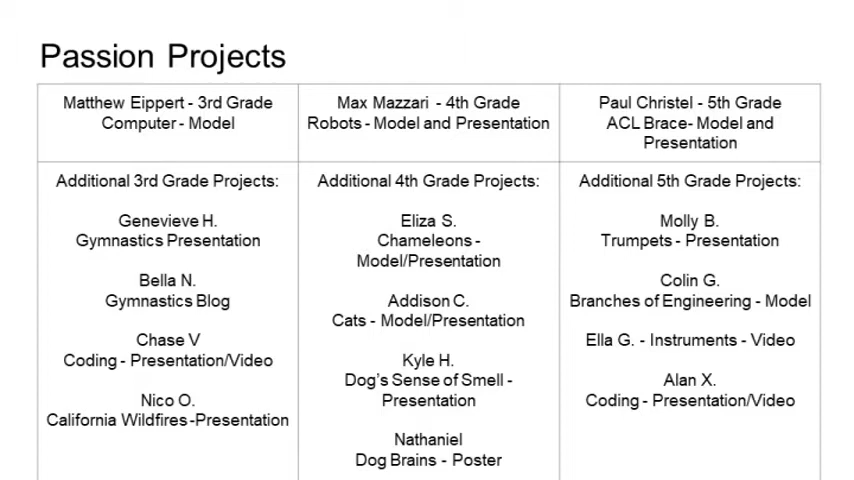 Passion Projects
Matthew Eippert - 3rd Grade
Computer - Model
Max Mazzari - 4th Grade
Robots - Model and Presentation
Paul Christel - 5th Grade
ACL Brace- Model and
Presentation
Additional 3rd Grade Projects:
Genevieve H.
Gymnastics Presentation
Bella N.
Gymnastics Blog
Chase V
Coding - Presentation/Video
Nico O.
California Wildfires -Presentation
Additional 4th Grade Projects:
Eliza S.
Chameleons -
Model/Presentation
Addison C.
Cats - Model/Presentation
Kyle H.
Dog's Sense of Smell -
Presentation
Nathaniel
Dog Brains - Poster
Additional 5th Grade Projects:
Molly B.
Trumpets - Presentation
Colin G.
Branches of Engineering - Model
Ella G. - Instruments - Video
Alan X.
Coding - Presentation/Video